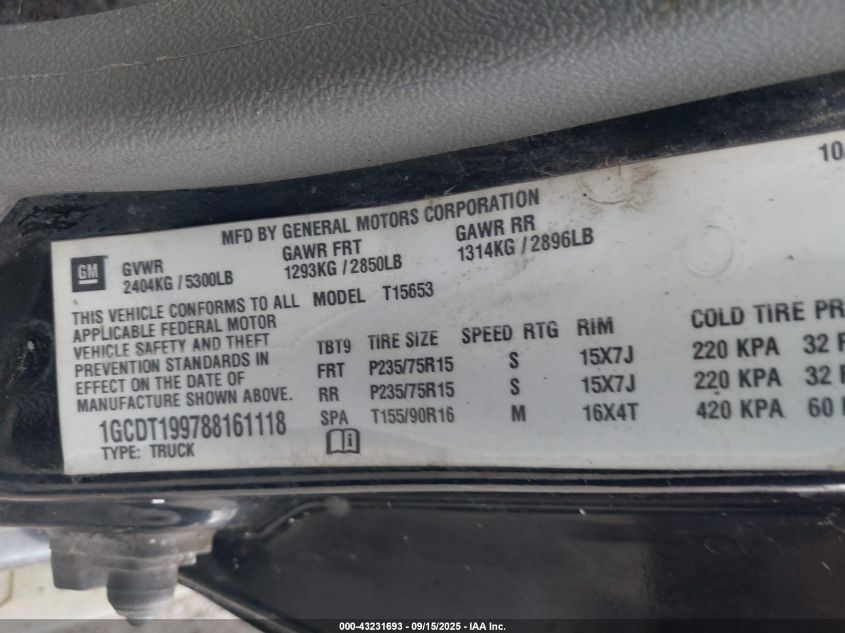 10
MFD BY GENERAL MOTORS CORPORATION
GM
GVWR GAWR FRT GAWR RR
2404KG / 5300LB 1293KG / 2850LB 1314KG / 2896LB
THIS VEHICLE CONFORMS TO ALL
APPLICABLE FEDERAL MOTOR
VEHICLE SAFETY AND THEFT
PREVENTION STANDARDS IN
EFFECT ON THE DATE OF
MANUFACTURE SHOWN ABOVE.
1GCDT199788161118
TYPE: TRUCK
MODEL T15653
TBT9 TIRE SIZE SPEED RTG RIM COLD TIRE PR
FRT P235/75R15 S 15X7J 220 KPA 32
RR P235/75R15 S 15X7J 220 KPA 32
SPA T155/90R16 M 16X4T 420 KPA 60
000-43231693 - 09/15/2025 - IAA Inc.